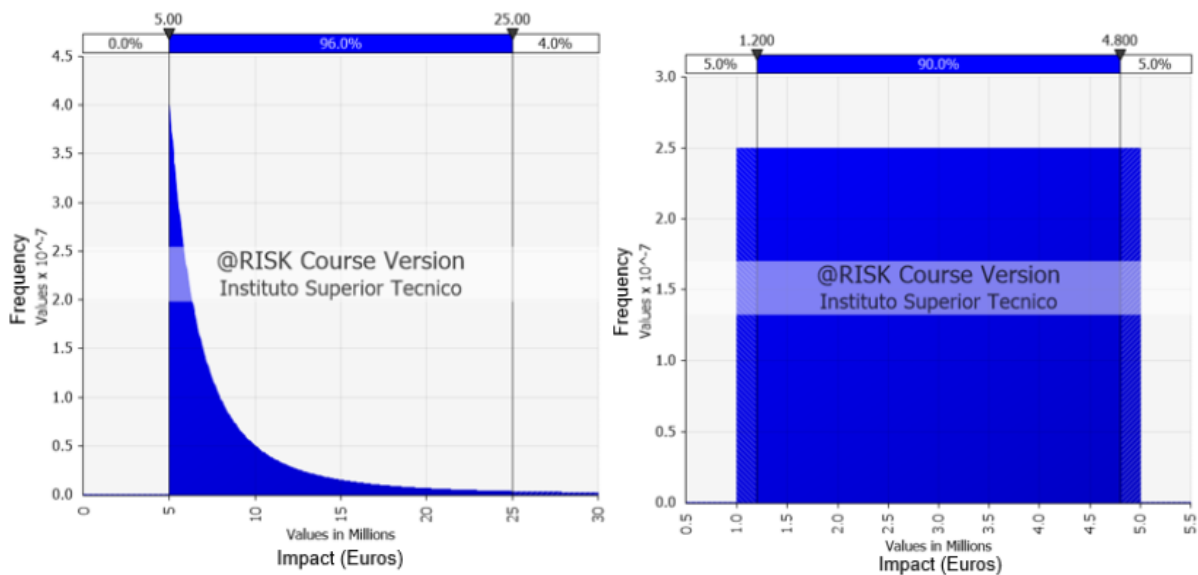 5.00 25.00
0.0% 96.0% 4.0%
4.5
4.0
3.5
3.0
2.5
2.0
1.5
1.0
0.5
0.0
Frequency
Values x 10^-7
@RISK Course Version
Instituto Superior Tecnico
0 5 10 15 20 25 30
Values in Millions
Impact (Euros)
1.200 4.800
5.0% 90.0% 5.0%
3.0
2.5
2.0
1.5
1.0
0.5
0.0
Frequency
Values x 10^-7
@RISK Course Version
Instituto Superior Tecnico
0.5 1.0 1.5 2.0 2.5 3.0 3.5 4.0 4.5 5.0 5.5
Values in Millions
Impact (Euros)